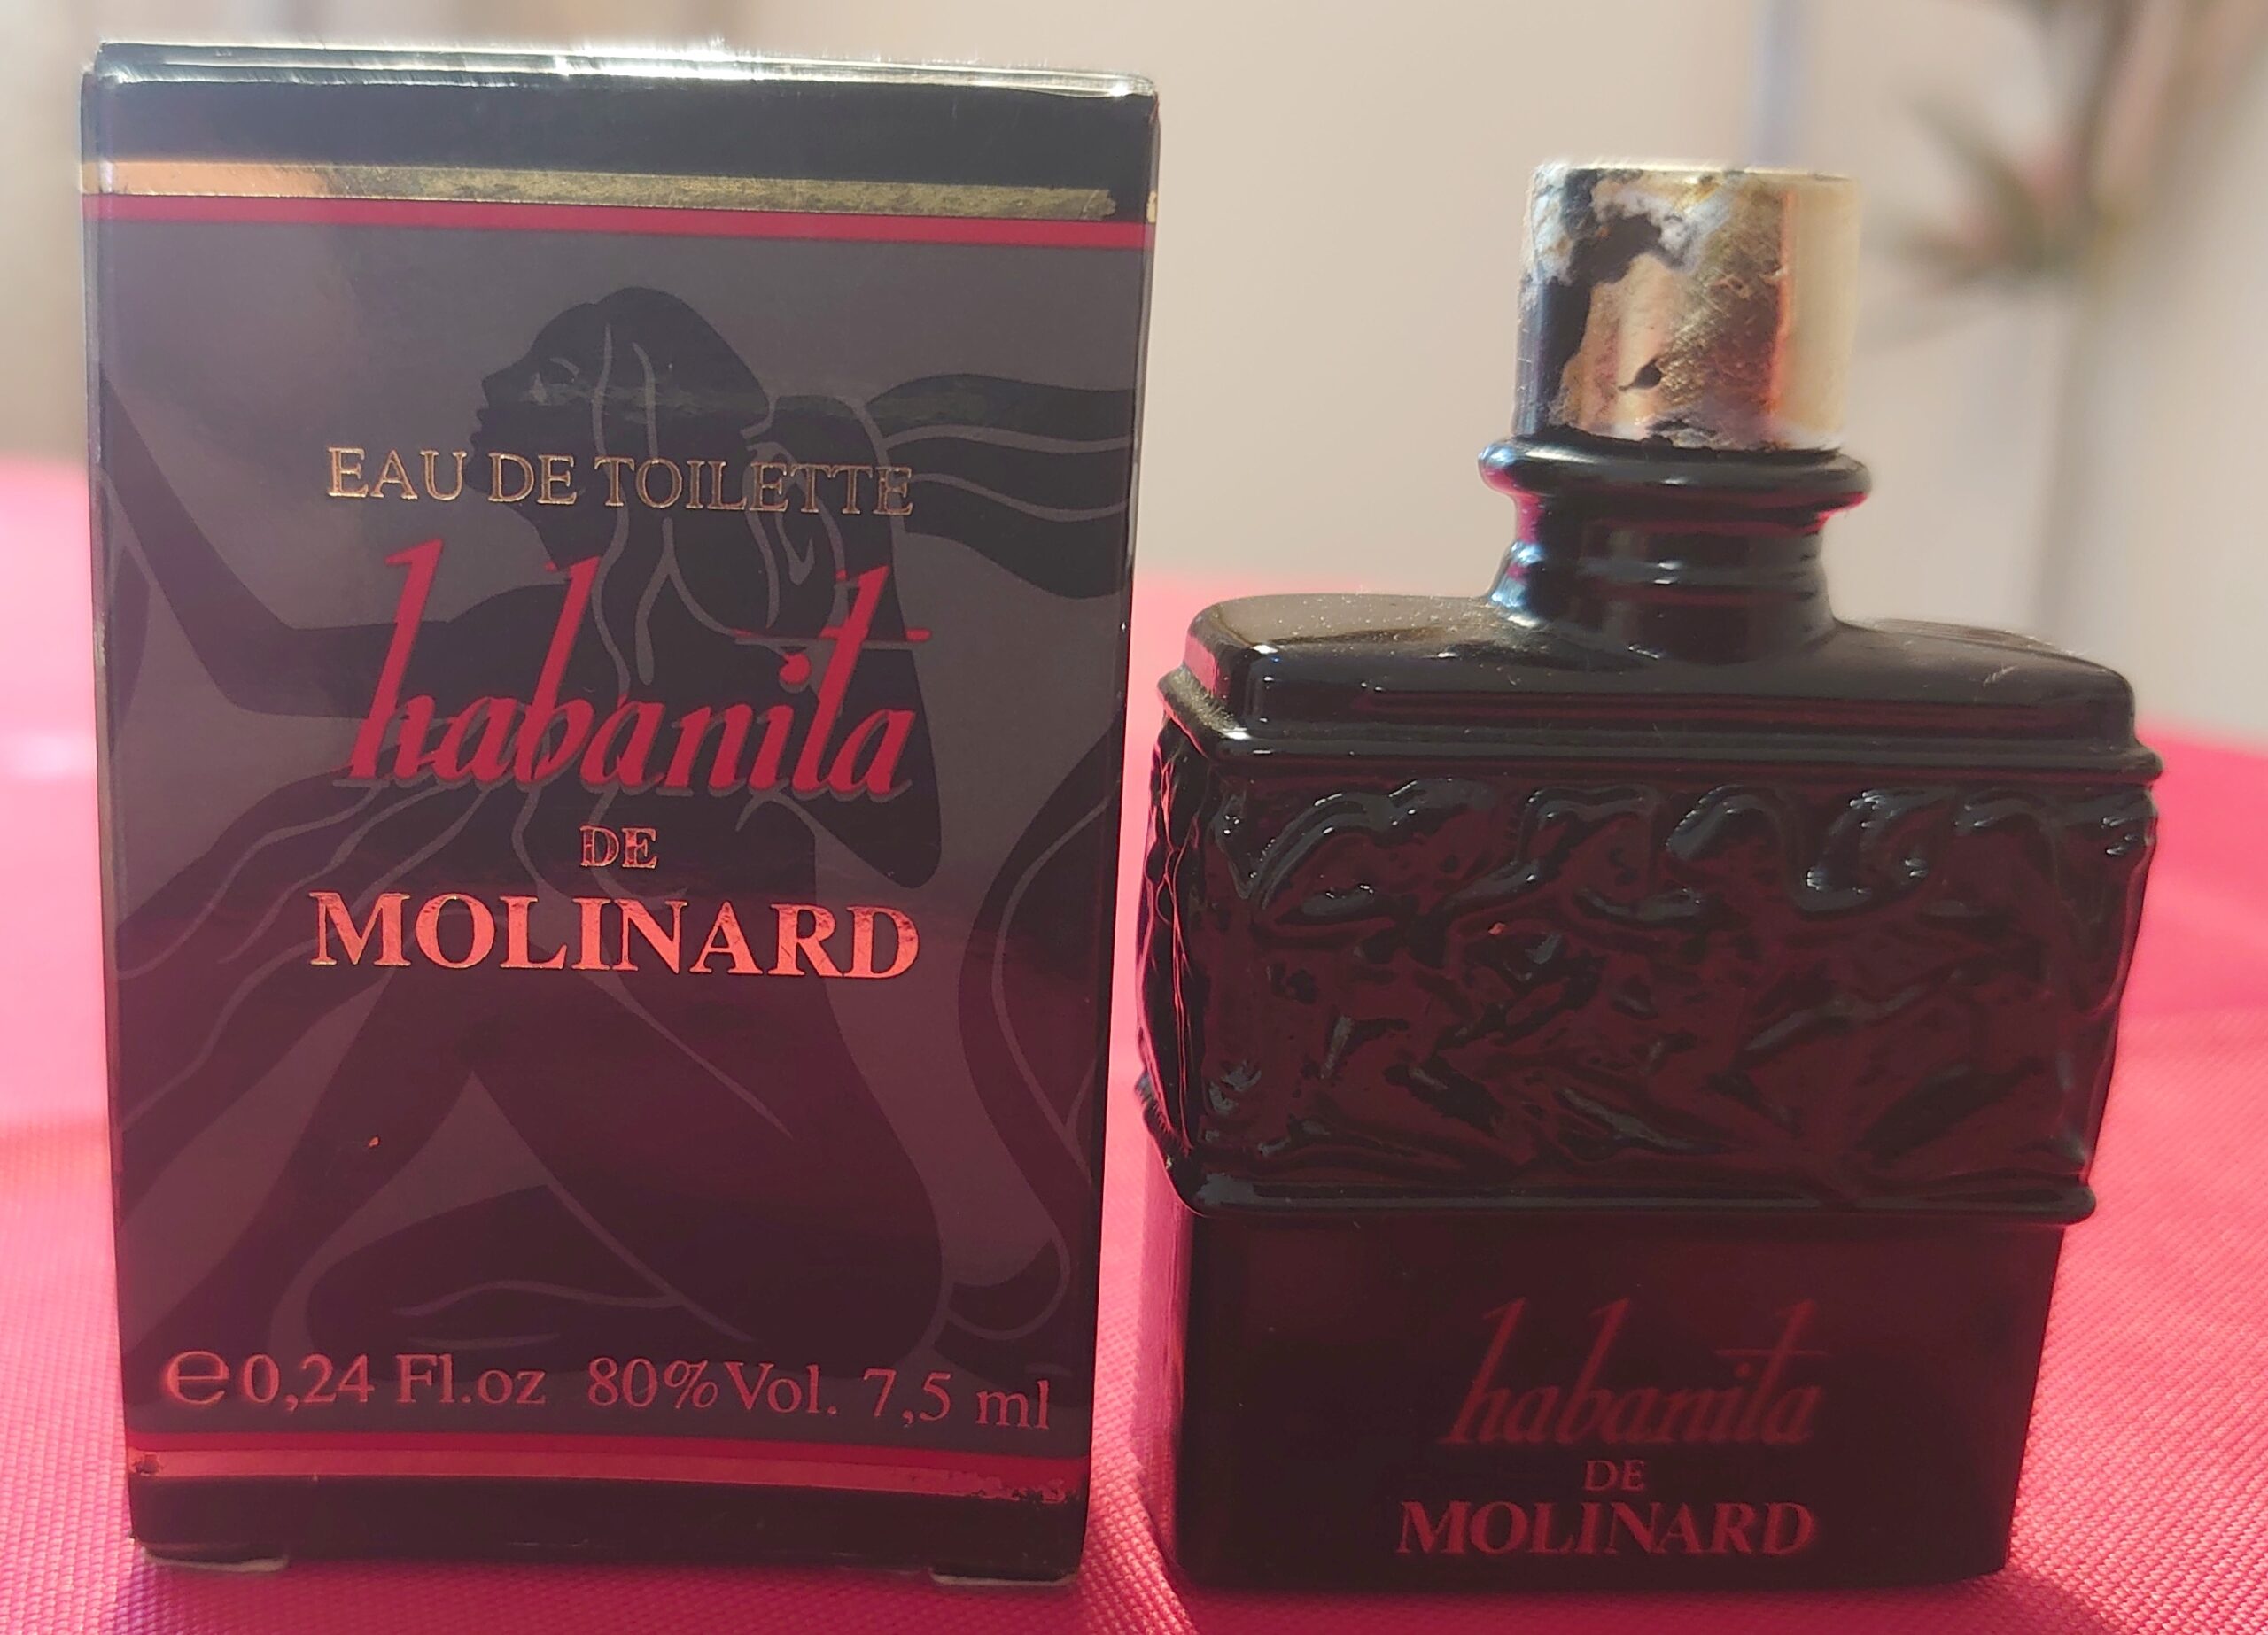 EAU DE TOILETTE
habanita
DE
MOLINARD
℮0,24 Fl.oz 80%Vol. 7,5 ml
habanita
DE
MOLINARD